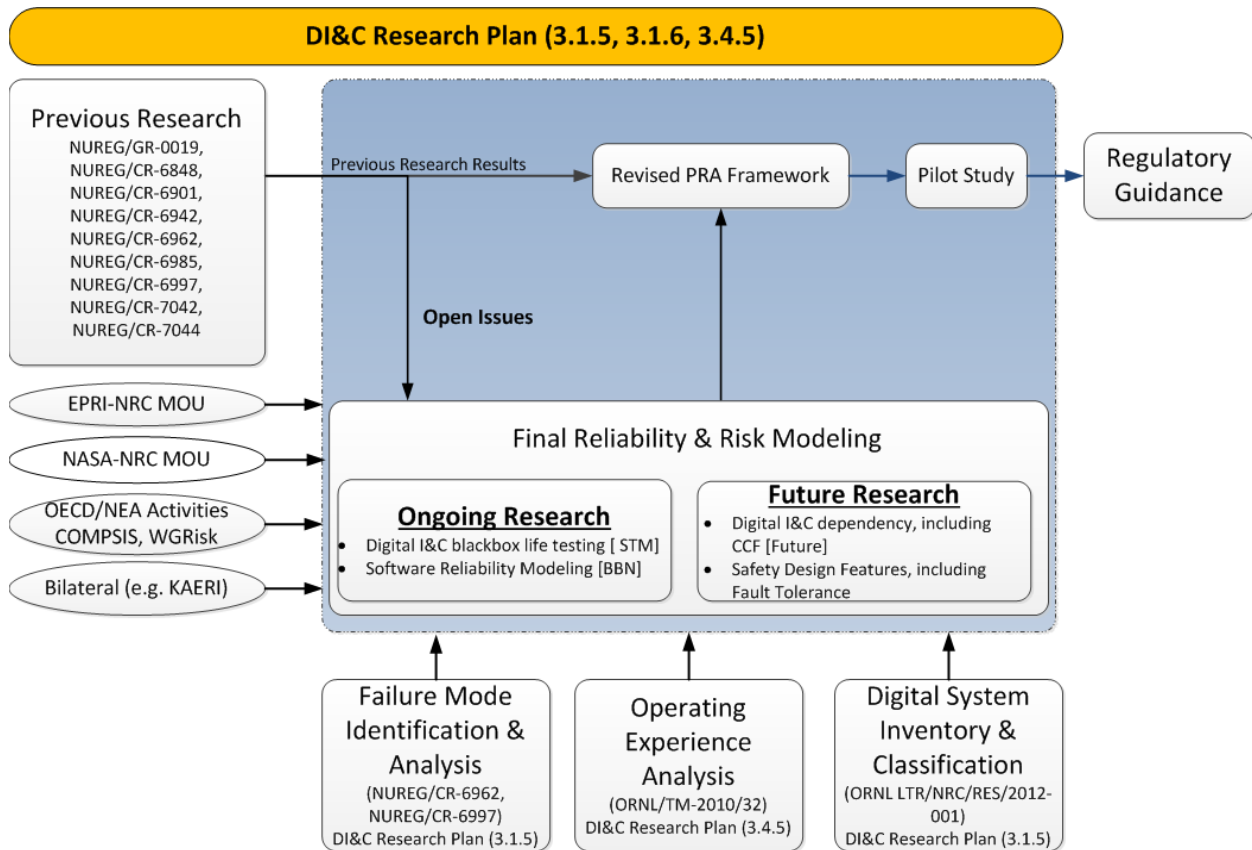 DI&C Research Plan (3.1.5, 3.1.6, 3.4.5)
Previous Research
NUREG/GR-0019,
NUREG/CR-6848,
NUREG/CR-6901,
NUREG/CR-6942,
NUREG/CR-6962,
NUREG/CR-6985,
NUREG/CR-6997,
NUREG/CR-7042,
NUREG/CR-7044
Previous Research Results
Revised PRA Framework
Pilot Study
Regulatory
Guidance
Open Issues
EPRI-NRC MOU
NASA-NRC MOU
OECD/NEA Activities
COMPSIS, WGRisk
Bilateral (e.g. KAERI)
Final Reliability & Risk Modeling
Ongoing Research
• Digital I&C blackbox life testing [ STM]
• Software Reliability Modeling [BBN]
Future Research
• Digital I&C dependency, including
CCF [Future]
• Safety Design Features, including
Fault Tolerance
Failure Mode
Identification &
Analysis
(NUREG/CR-6962,
NUREG/CR-6997)
DI&C Research Plan (3.1.5)
Operating
Experience
Analysis
(ORNL/TM-2010/32)
DI&C Research Plan (3.4.5)
Digital System
Inventory &
Classification
(ORNL LTR/NRC/RES/2012-
001)
DI&C Research Plan (3.1.5)